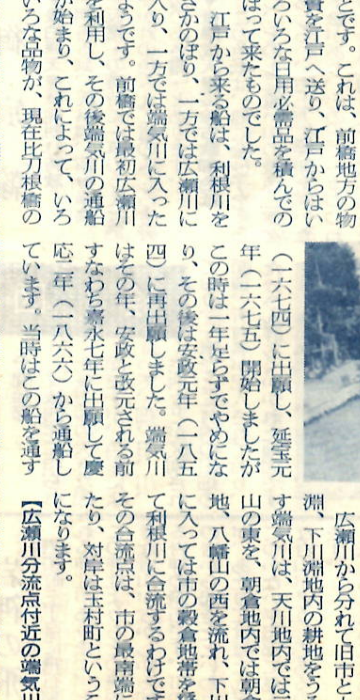 とです。これは、前橋地方の物
資を江戸へ送り、江戸からはい
ろいろな日用必需品を積んでの
ぼって来たものでした。
江戸から来る船は、利根川を
さかのぼり、一方では広瀬川に
入り、一方では端気川に入った
ようです。前橋では最初広瀬川
を利用し、その後端気川の通船
が始まり、これによって、いろ
いろな品物が、現在比刀根橋の
（一六七四）に出願し、延宝元
年（一六七五）開始しましたが
この時は一年足らずでやめにな
り、その後は安政元年（一八五
四）に再出願しました。端気川
はその年、安政と改元される前
すなわち嘉永七年に出願して慶
応二年（一八六六）から通船し
ています。当時はこの船を通す
広瀬川から分れて旧市と
淵、下川淵地内の耕地をう
す端気川は、天川地内では
山の東を、朝倉地内では朝
地、八幡山の西を流れ、下川
に入っては市の穀倉地帯を
て利根川に合流するわけで
その合流点は、市の最南端に
たり、対岸は玉村町という
になります。
【広瀬川分流点付近の端気川